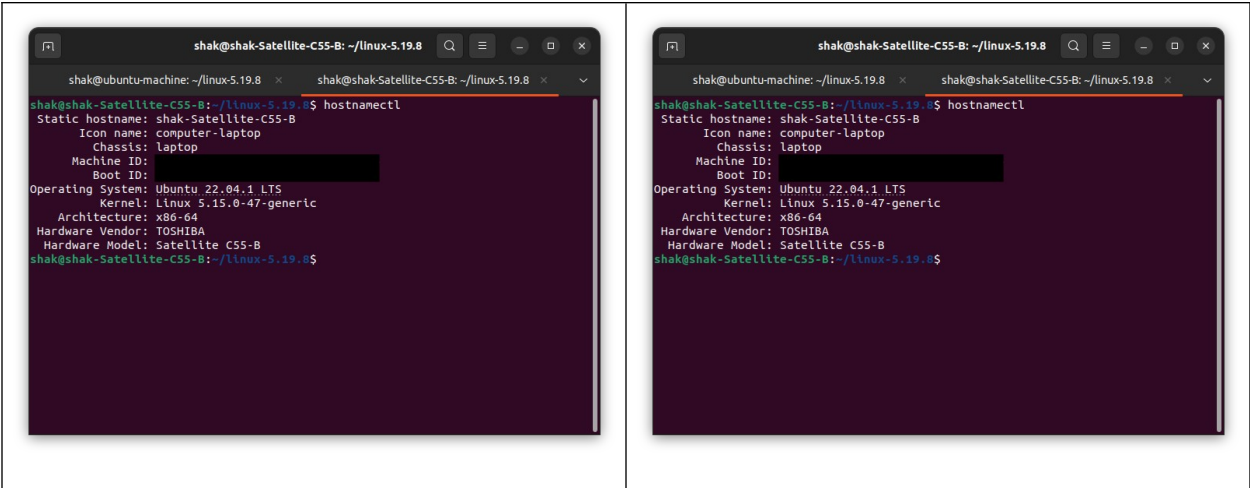 shak@shak-Satellite-C55-B: ~/linux-5.19.8
shak@ubuntu-machine: ~/linux-5.19.8 × shak@shak-Satellite-C55-B: ~/linux-5.19.8 ×
shak@shak-Satellite-C55-B:~/linux-5.19.8$ hostnamectl
Static hostname: shak-Satellite-C55-B
Icon name: computer-laptop
Chassis: laptop
Machine ID:
Boot ID:
Operating System: Ubuntu 22.04.1 LTS
Kernel: Linux 5.15.0-47-generic
Architecture: x86-64
Hardware Vendor: TOSHIBA
Hardware Model: Satellite C55-B
shak@shak-Satellite-C55-B:~/linux-5.19.8$
shak@shak-Satellite-C55-B: ~/linux-5.19.8
shak@ubuntu-machine: ~/linux-5.19.8 × shak@shak-Satellite-C55-B: ~/linux-5.19.8 ×
shak@shak-Satellite-C55-B:~/linux-5.19.8$ hostnamectl
Static hostname: shak-Satellite-C55-B
Icon name: computer-laptop
Chassis: laptop
Machine ID:
Boot ID:
Operating System: Ubuntu 22.04.1 LTS
Kernel: Linux 5.15.0-47-generic
Architecture: x86-64
Hardware Vendor: TOSHIBA
Hardware Model: Satellite C55-B
shak@shak-Satellite-C55-B:~/linux-5.19.8$